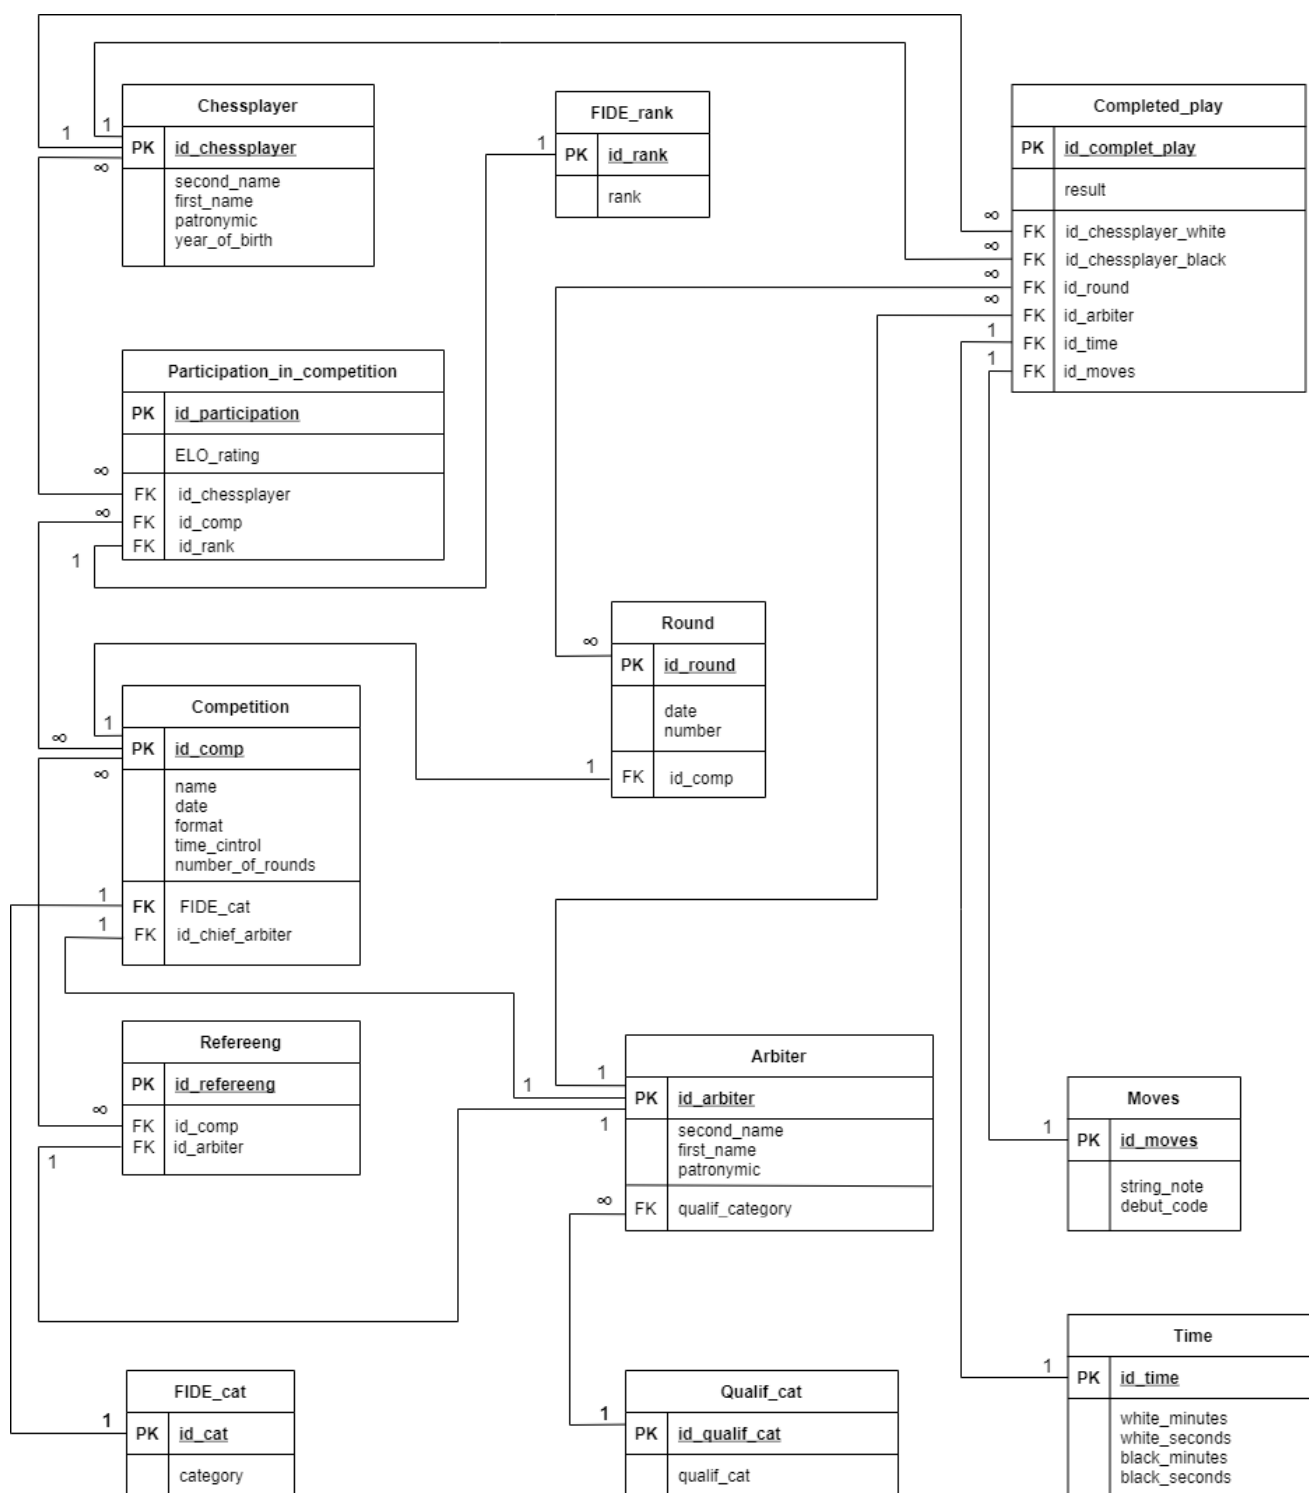 Chessplayer
PK id_chessplayer
second_name
first_name
patronymic
year_of_birth
1
1
∞
FIDE_rank
1
PK id_rank
rank
Completed_play
PK id_complet_play
result
∞
FK id_chessplayer_white
∞
FK id_chessplayer_black
∞
FK id_round
∞
FK id_arbiter
1
FK id_time
1
FK id_moves
Participation_in_competition
PK id_participation
ELO_rating
∞
FK id_chessplayer
∞
FK id_comp
FK id_rank
1
Round
∞
PK id_round
date
number
1
FK id_comp
Competition
1
∞
PK id_comp
∞
name
date
format
time_cintrol
number_of_rounds
1
FK FIDE_cat
1
FK id_chief_arbiter
Refereeng
PK id_refereeng
∞
FK id_comp
FK id_arbiter
1
Arbiter
1
1
PK id_arbiter
1
second_name
first_name
patronymic
∞
FK qualif_category
Moves
1
PK id_moves
string_note
debut_code
Time
1
PK id_time
white_minutes
white_seconds
black_minutes
black_seconds
FIDE_cat
1
PK id_cat
category
Qualif_cat
1
PK id_qualif_cat
qualif_cat